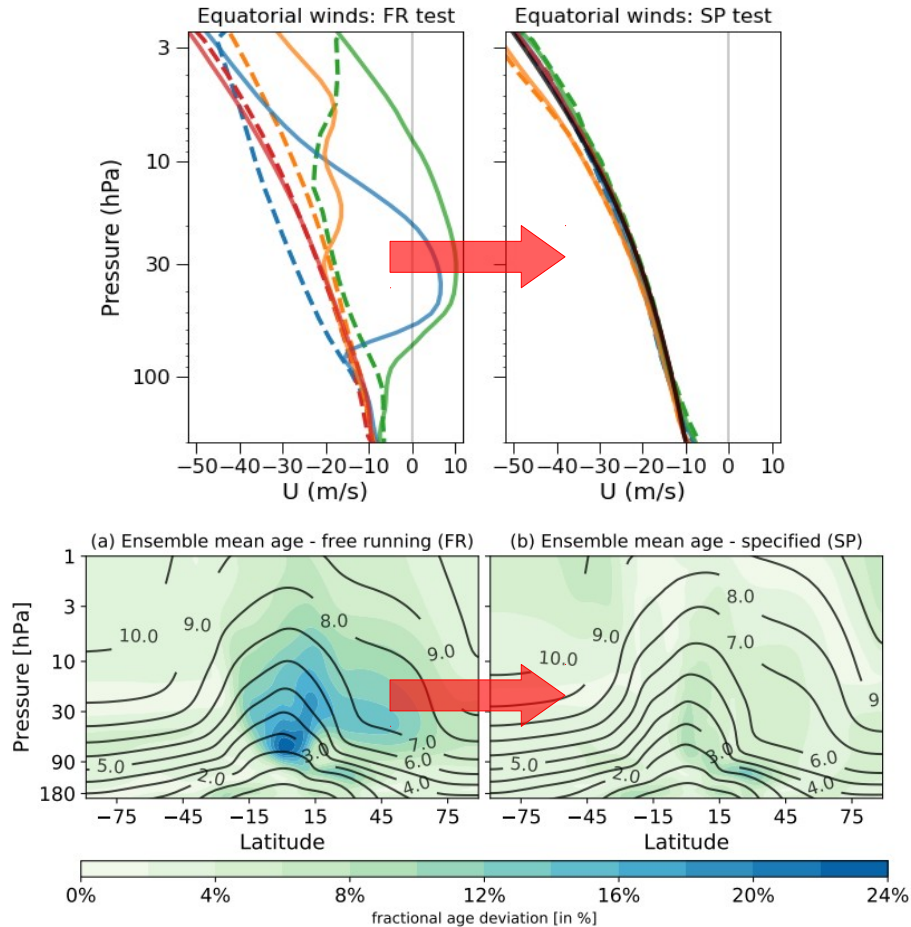 Equatorial winds: FR test
Equatorial winds: SP test
3
3
10
10
30
30
100
100
Pressure (hPa)
−50 −40 −30 −20 −10 0 10
−50 −40 −30 −20 −10 0 10
U (m/s)
U (m/s)
(a) Ensemble mean age - free running (FR)
(b) Ensemble mean age - specified (SP)
1
3
10
30
90
180
Pressure [hPa]
10.0
9.0
8.0
9.0
7.0
6.0
5.0
4.0
3.0
2.0
10.0
9.0
8.0
7.0
9
6.0
5.0
4.0
3.0
2.0
−75 −45 −15 15 45 75
−75 −45 −15 15 45 75
Latitude
Latitude
0% 4% 8% 12% 16% 20% 24%
fractional age deviation [in %]